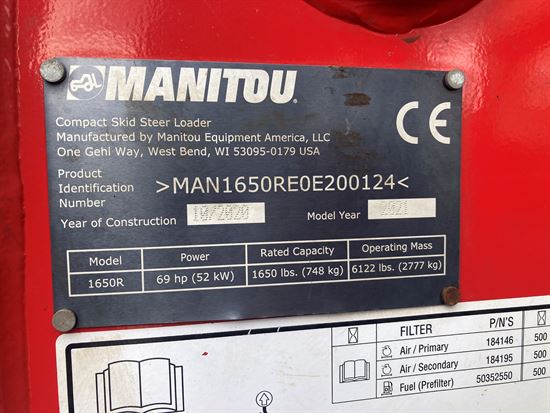 MANITOU
Compact Skid Steer Loader
Manufactured by Manitou Equipment America, LLC
One Gehl Way, West Bend, WI 53095-0179 USA
CE
Product
Identification >MAN1650RE0E200124<
Number
Year of Construction 10/2020 Model Year 2021
Model Power Rated Capacity Operating Mass
1650R 69 hp (52 kW) 1650 lbs. (748 kg) 6122 lbs. (2777 kg)
FILTER P/N'S
Air / Primary 184146 500
Air / Secondary 184195 500
Fuel (Prefilter) 50352550 500